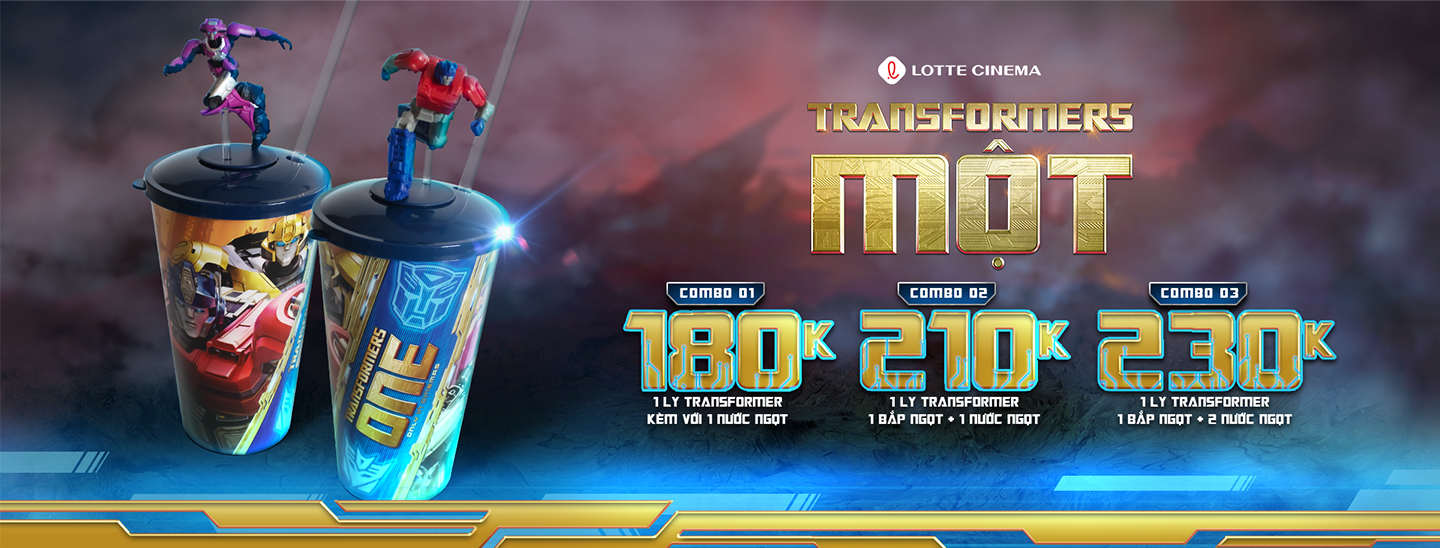 LOTTE CINEMA
TRANSFORMERS
MỘT
COMBO 01
180K
1 LY TRANSFORMER
KÈM VỚI 1 NƯỚC NGỌT
COMBO 02
210K
1 LY TRANSFORMER
1 BẮP NGỌT + 1 NƯỚC NGỌT
COMBO 03
230K
1 LY TRANSFORMER
1 BẮP NGỌT + 2 NƯỚC NGỌT
TRANSFORMERS
ONE